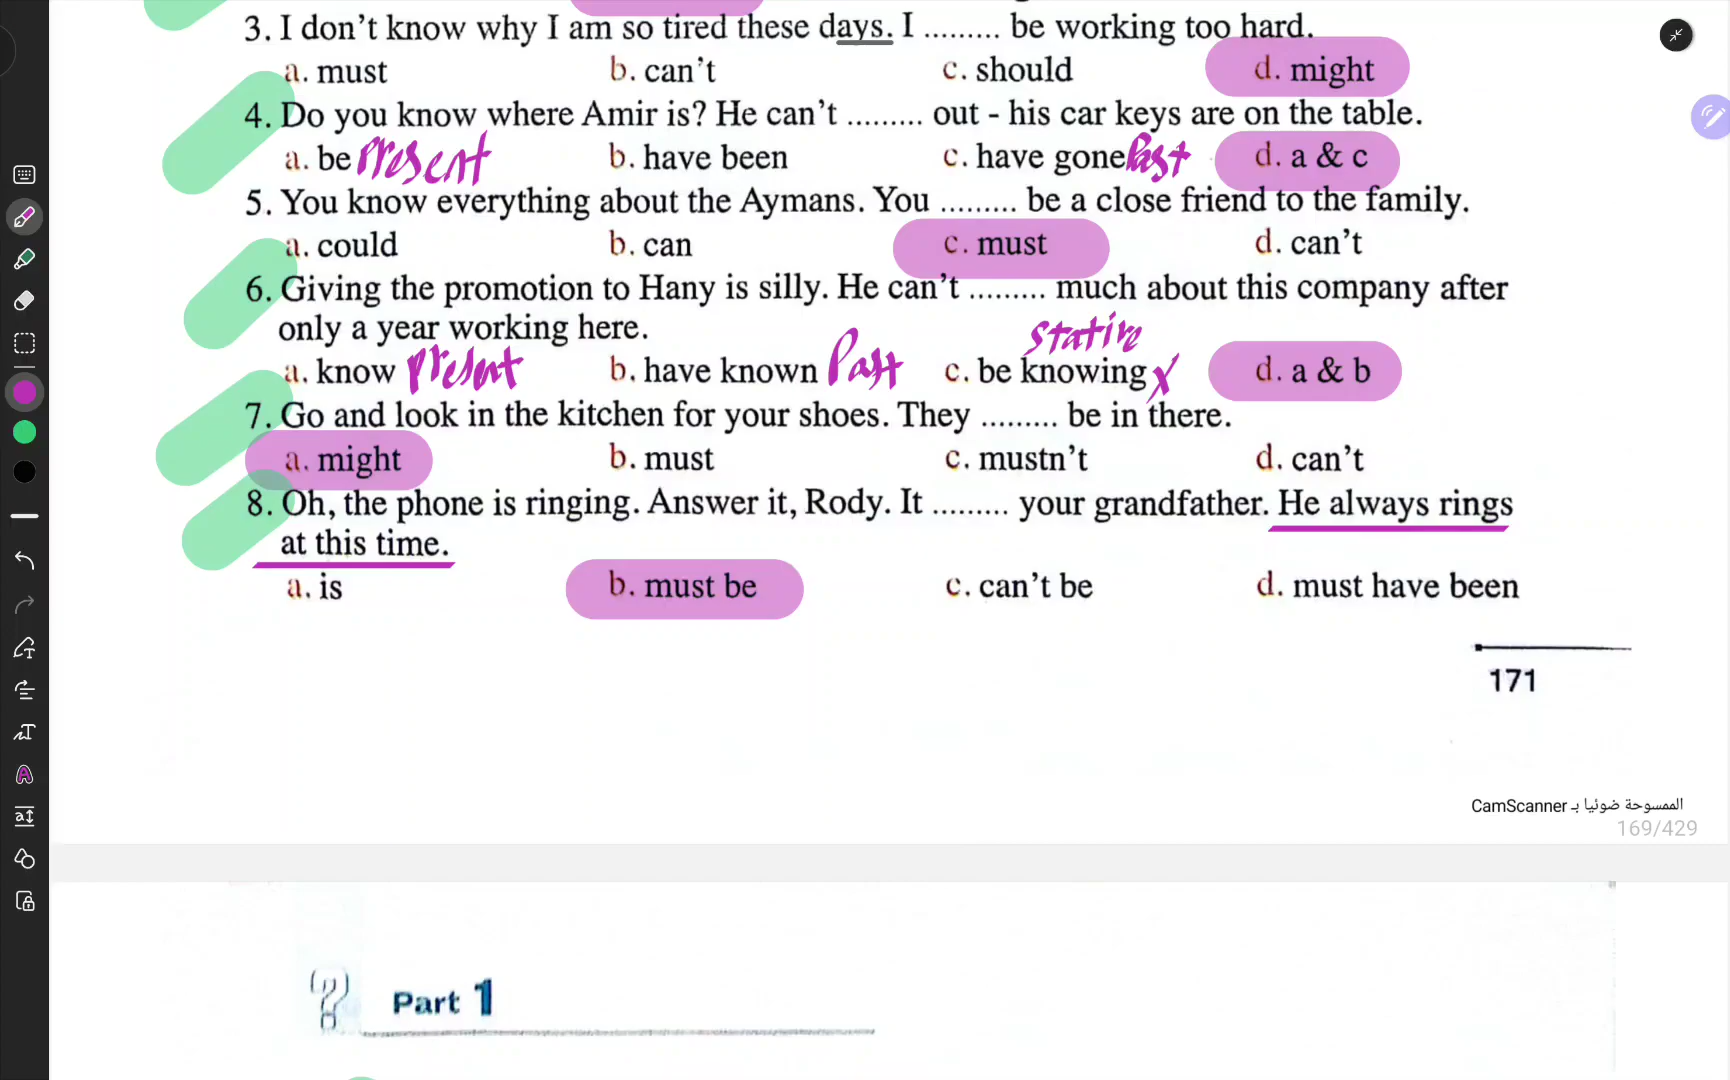 3. I don't know why I am so tired these days. I ......... be working too hard.
a. must b. can't c. should d. might
4. Do you know where Amir is? He can't ......... out - his car keys are on the table.
a. be Present b. have been c. have gone Past d. a & c
5. You know everything about the Aymans. You ......... be a close friend to the family.
a. could b. can c. must d. can't
6. Giving the promotion to Hany is silly. He can't ......... much about this company after
only a year working here.
stative
a. know Present b. have known Past c. be knowing X d. a & b
7. Go and look in the kitchen for your shoes. They ......... be in there.
a. might b. must c. mustn't d. can't
8. Oh, the phone is ringing. Answer it, Rody. It ......... your grandfather. He always rings
at this time.
a. is b. must be c. can't be d. must have been
171
الممسوحة ضوئيا بـ CamScanner
169/429
? Part 1